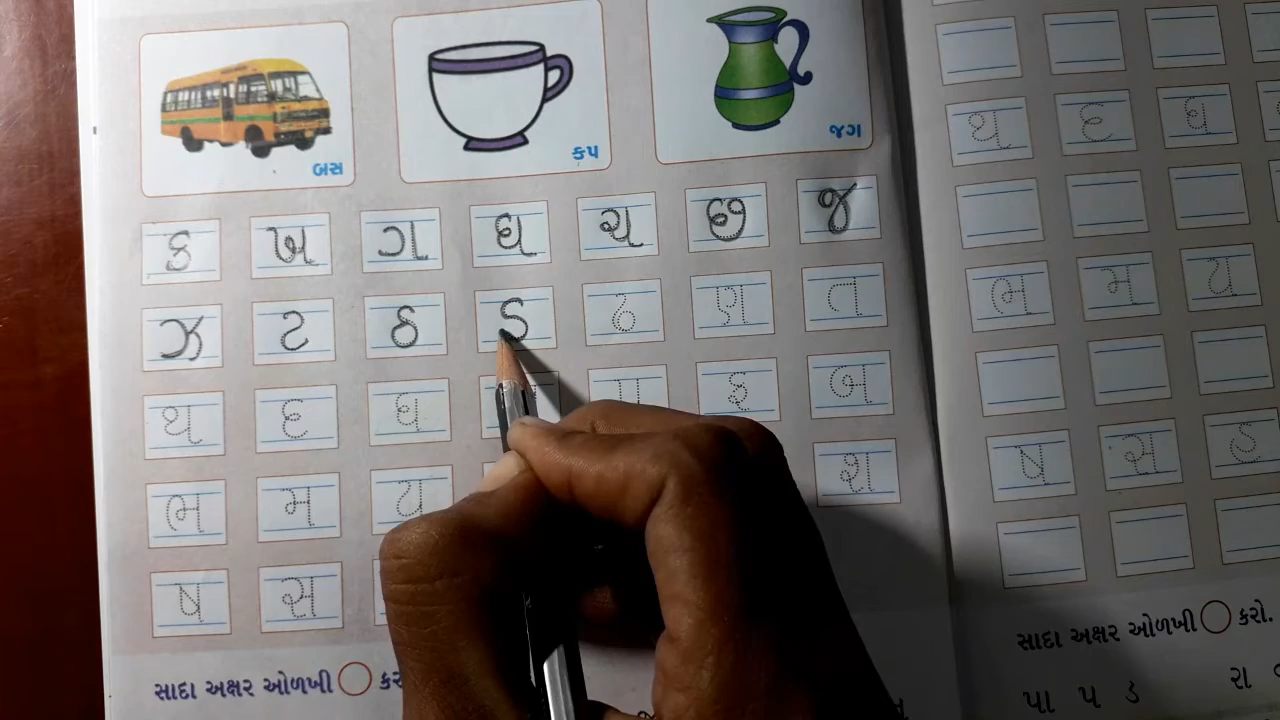 બસ કપ જગ
ક ખ ગ ઘ ચ છ જ
ઝ ટ ઠ ડ ઢ ણ ત
થ દ ધ ફ બ
ભ મ ય શ
ષ સ
સાદા અક્ષર ઓળખી
થ દ ધ
ભ મ ય
ષ સ હ
સાદા અક્ષર ઓળખી કરો.
પા પ ડ રા